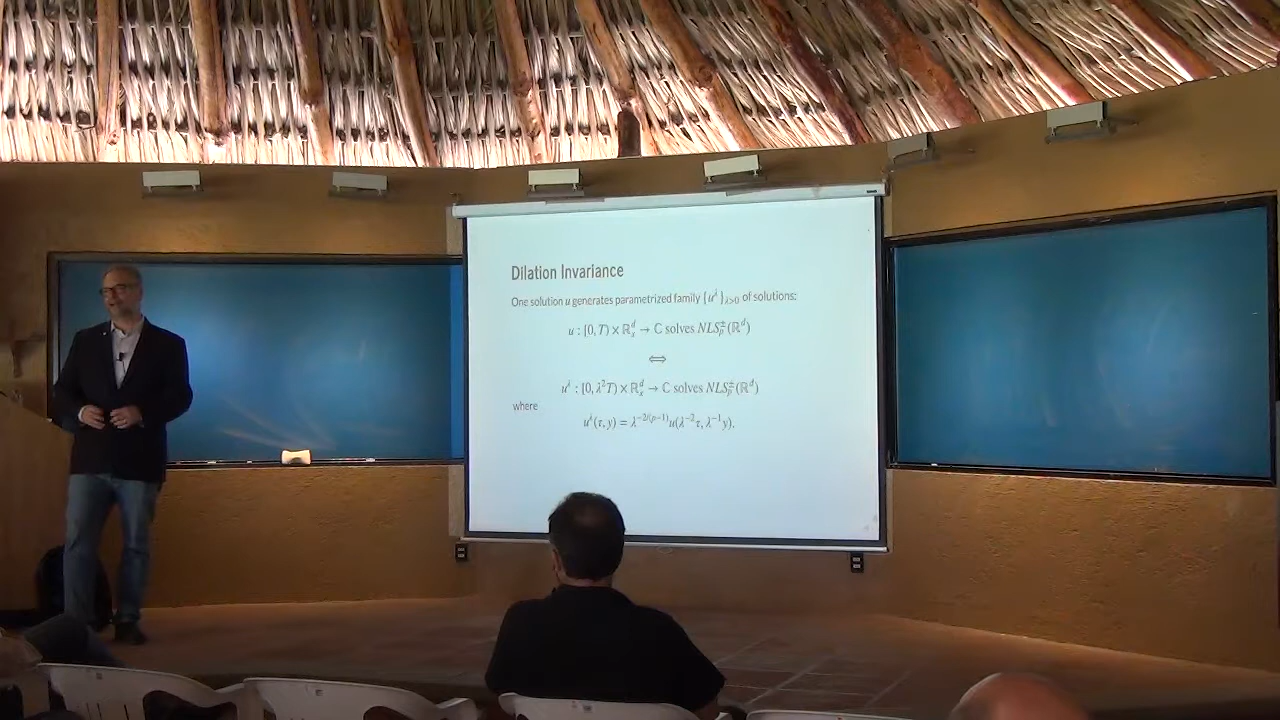 Dilation Invariance
One solution u generates parametrized family {u^λ}_{λ>0} of solutions:
u : [0, T) × ℝ^d_x → ℂ solves NLS^±_p(ℝ^d)
⟺
u^λ : [0, λ²T) × ℝ^d_x → ℂ solves NLS^±_p(ℝ^d)
where
u^λ(τ, y) = λ^{-2/(p-1)} u(λ^{-2}τ, λ^{-1}y).